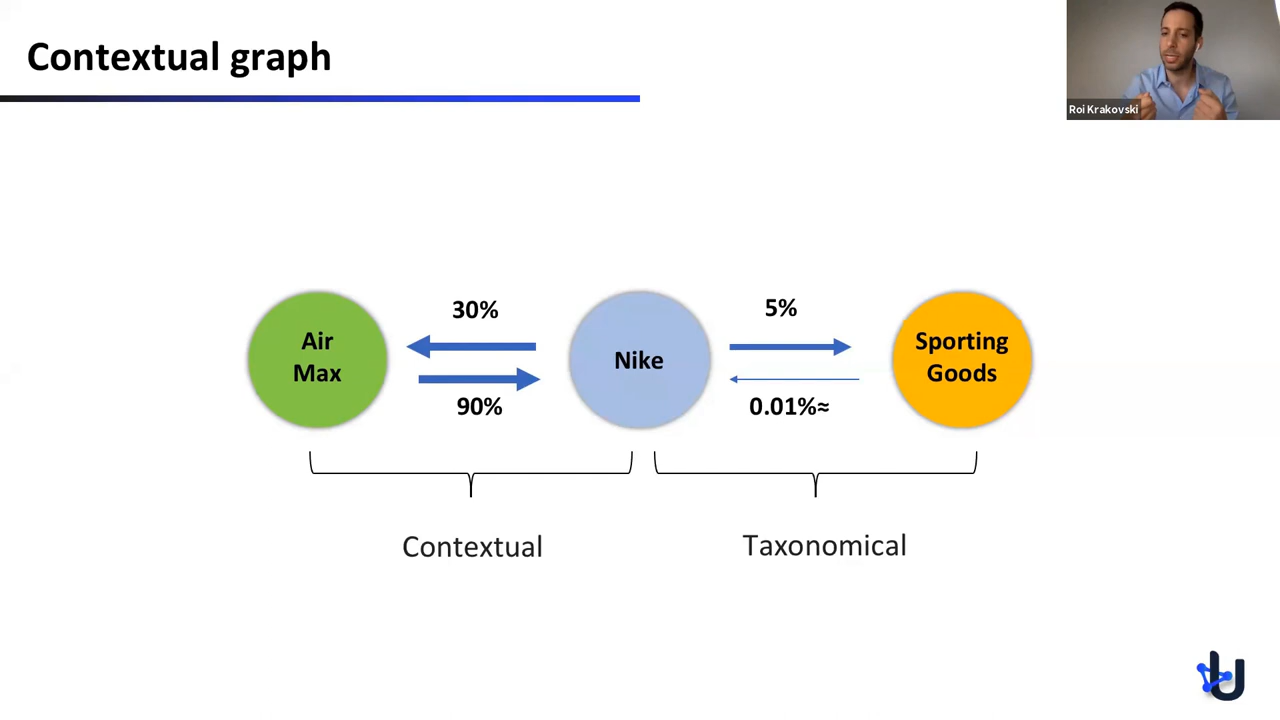 Contextual graph
Roi Krakovski
30%
5%
Air
Max
Nike
Sporting
Goods
90%
0.01%≈
Contextual
Taxonomical